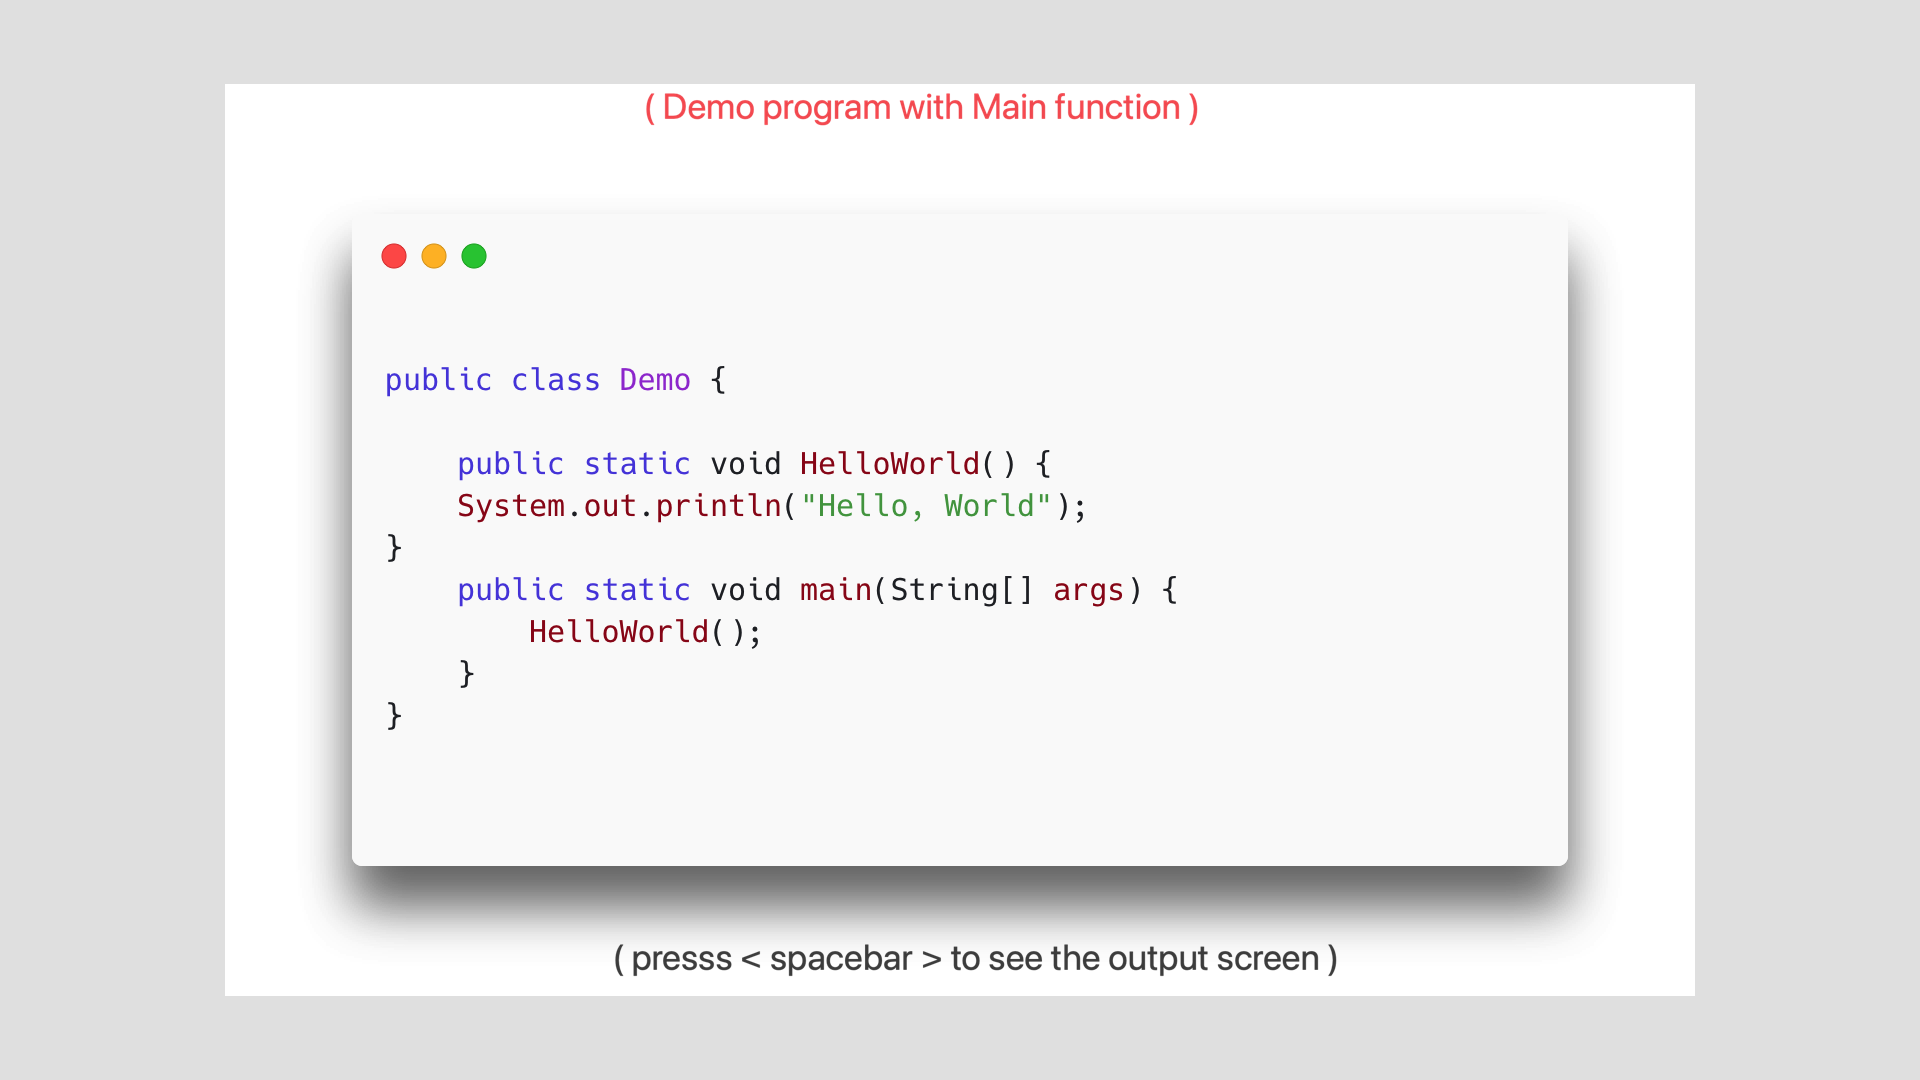 ( Demo program with Main function )
public class Demo {
public static void HelloWorld() {
System.out.println("Hello, World");
}
public static void main(String[] args) {
HelloWorld();
}
}
( presss < spacebar > to see the output screen )